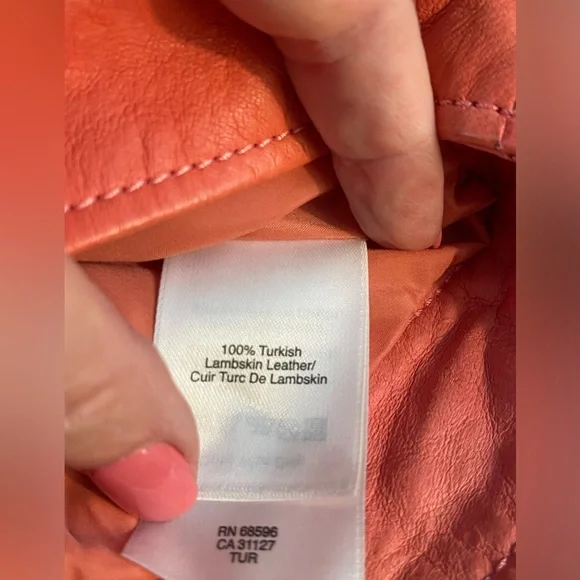 100% Turkish
Lambskin Leather/
Cuir Turc De Lambskin
RN 68596
CA 31127
TUR